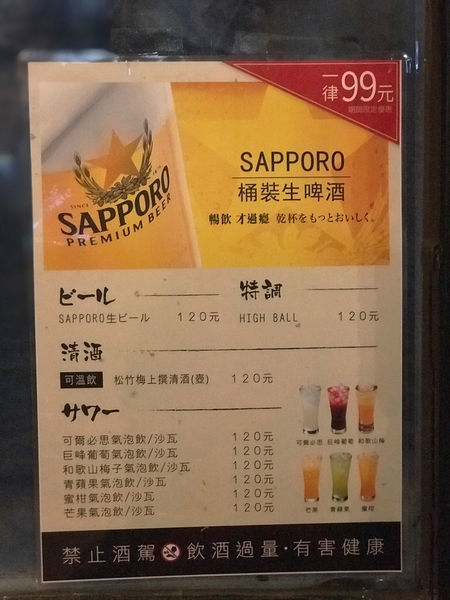 一律99元
期間限定優惠
SINCE
SAPPORO
PREMIUM BEER
SAPPORO
桶裝生啤酒
暢飲 才過癮 乾杯をもっとおいしく。
ビール
SAPPORO生ビール 120元
特調
HIGH BALL 120元
清酒
可溫飲 松竹梅上撰清酒(壺) 120元
サワー
可爾必思氣泡飲/沙瓦 120元
巨峰葡萄氣泡飲/沙瓦 120元
和歌山梅子氣泡飲/沙瓦 120元
青蘋果氣泡飲/沙瓦 120元
蜜柑氣泡飲/沙瓦 120元
芒果氣泡飲/沙瓦 120元
可爾必思 巨峰葡萄 和歌山梅
芒果 青蘋氣 蜜柑
禁止酒駕 飲酒過量·有害健康